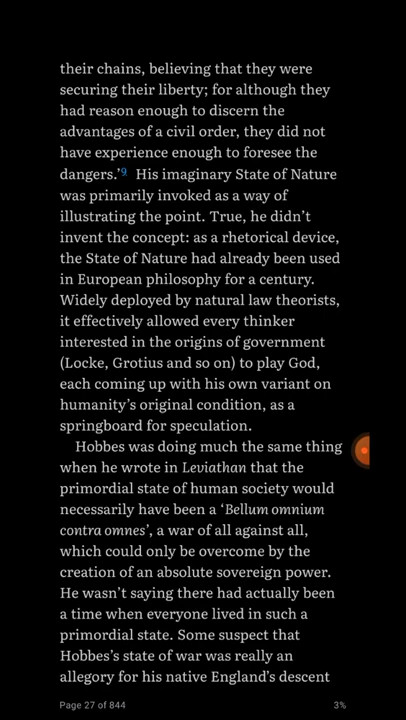 their chains, believing that they were
securing their liberty; for although they
had reason enough to discern the
advantages of a civil order, they did not
have experience enough to foresee the
dangers.’9 His imaginary State of Nature
was primarily invoked as a way of
illustrating the point. True, he didn’t
invent the concept: as a rhetorical device,
the State of Nature had already been used
in European philosophy for a century.
Widely deployed by natural law theorists,
it effectively allowed every thinker
interested in the origins of government
(Locke, Grotius and so on) to play God,
each coming up with his own variant on
humanity’s original condition, as a
springboard for speculation.
Hobbes was doing much the same thing
when he wrote in Leviathan that the
primordial state of human society would
necessarily have been a ‘Bellum omnium
contra omnes’, a war of all against all,
which could only be overcome by the
creation of an absolute sovereign power.
He wasn’t saying there had actually been
a time when everyone lived in such a
primordial state. Some suspect that
Hobbes’s state of war was really an
allegory for his native England’s descent
Page 27 of 844 3%